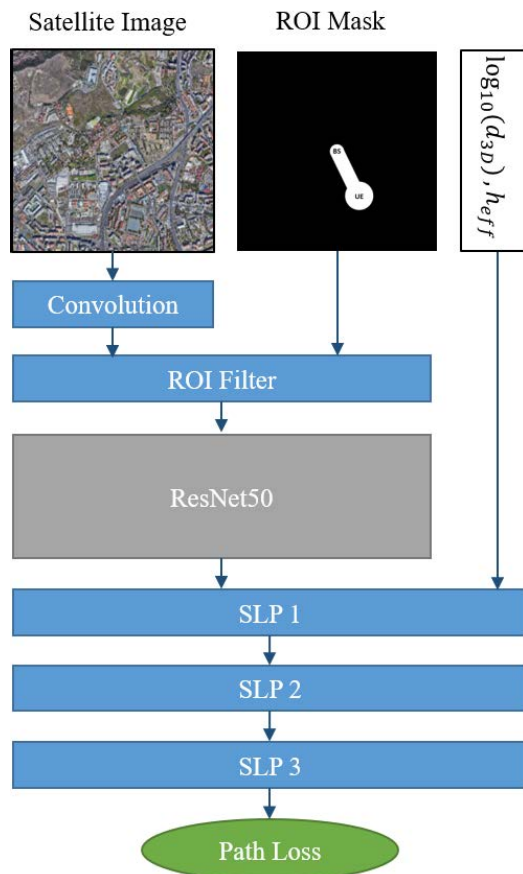 Satellite Image
ROI Mask
log₁₀(d₃D), hₑff
BS
UE
Convolution
ROI Filter
ResNet50
SLP 1
SLP 2
SLP 3
Path Loss